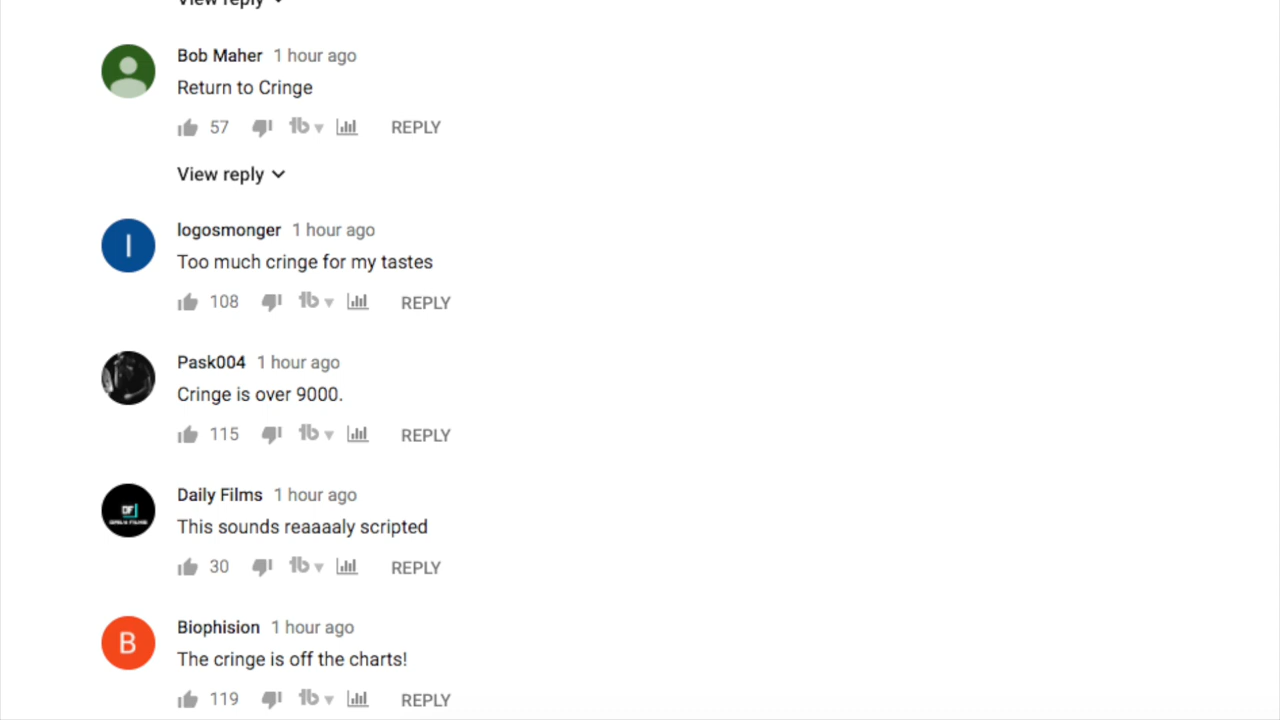 View reply
Bob Maher 1 hour ago
Return to Cringe
57 REPLY
View reply
logosmonger 1 hour ago
Too much cringe for my tastes
108 REPLY
Pask004 1 hour ago
Cringe is over 9000.
115 REPLY
DF
Daily Films 1 hour ago
This sounds reaaaaly scripted
30 REPLY
B
Biophision 1 hour ago
The cringe is off the charts!
119 REPLY